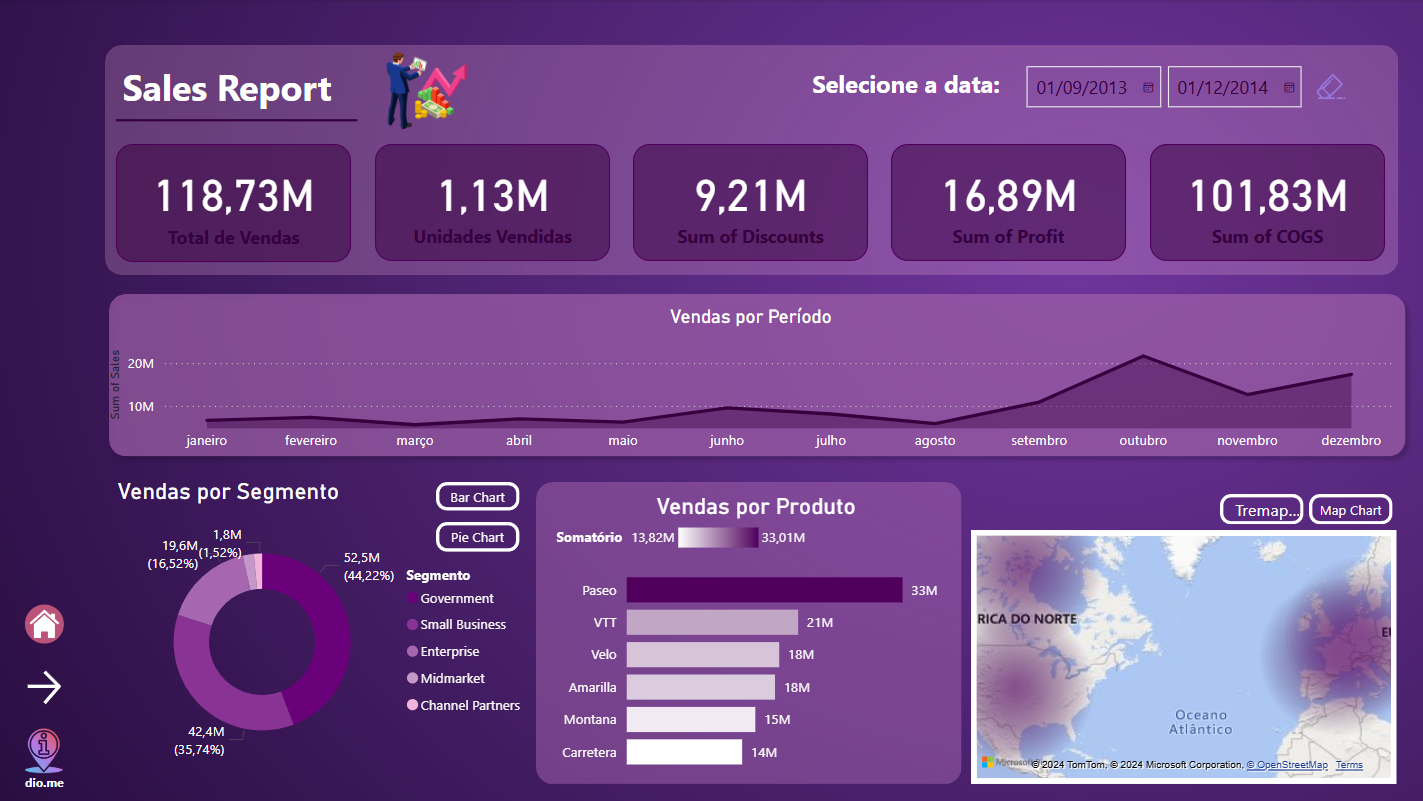 Sales Report
Selecione a data:
01/09/2013
01/12/2014
118,73M
Total de Vendas
1,13M
Unidades Vendidas
9,21M
Sum of Discounts
16,89M
Sum of Profit
101,83M
Sum of COGS
Vendas por Período
Sum of Sales
20M
10M
janeiro fevereiro março abril maio junho julho agosto setembro outubro novembro dezembro
Vendas por Segmento
Bar Chart
Pie Chart
1,8M
(1,52%)
19,6M
(16,52%)
52,5M
(44,22%)
42,4M
(35,74%)
Segmento
Government
Small Business
Enterprise
Midmarket
Channel Partners
Vendas por Produto
Somatório 13,82M 33,01M
Paseo 33M
VTT 21M
Velo 18M
Amarilla 18M
Montana 15M
Carretera 14M
Tremap...
Map Chart
RICA DO NORTE
EU
Oceano
Atlântico
Microsoft
© 2024 TomTom, © 2024 Microsoft Corporation, © OpenStreetMap Terms
dio.me